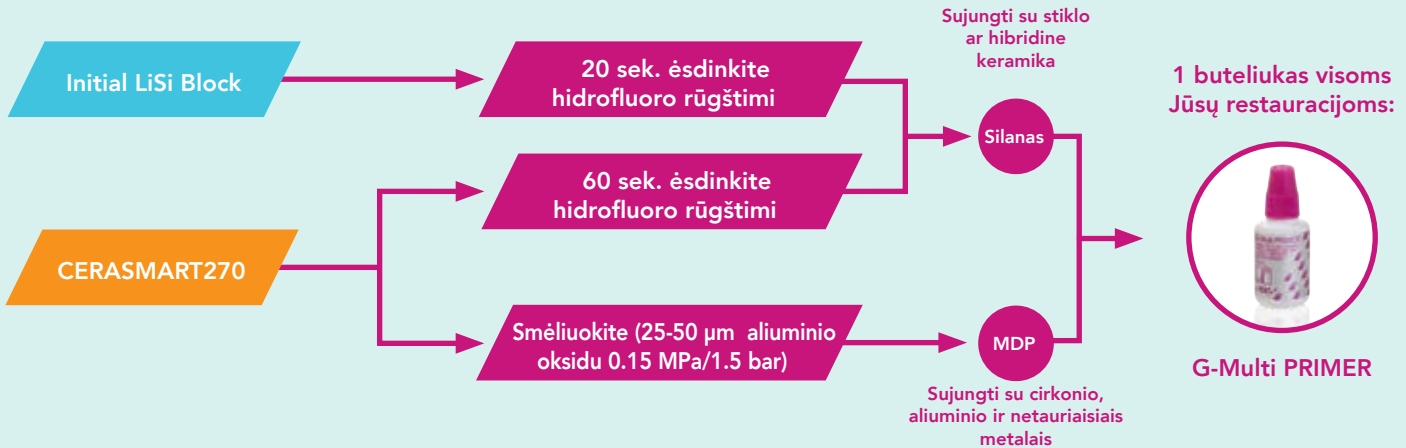 Initial LiSi Block
20 sek. ėsdinkite
hidrofluoro rūgštimi
60 sek. ėsdinkite
hidrofluoro rūgštimi
CERASMART270
Smėliuokite (25-50 μm aliuminio
oksidu 0.15 MPa/1.5 bar)
Sujungti su stiklo
ar hibridine
keramika
Silanas
MDP
Sujungti su cirkonio,
aliuminio ir netauriaisiais
metalais
1 buteliukas visoms
Jūsų restauracijoms:
G-Multi PRIMER